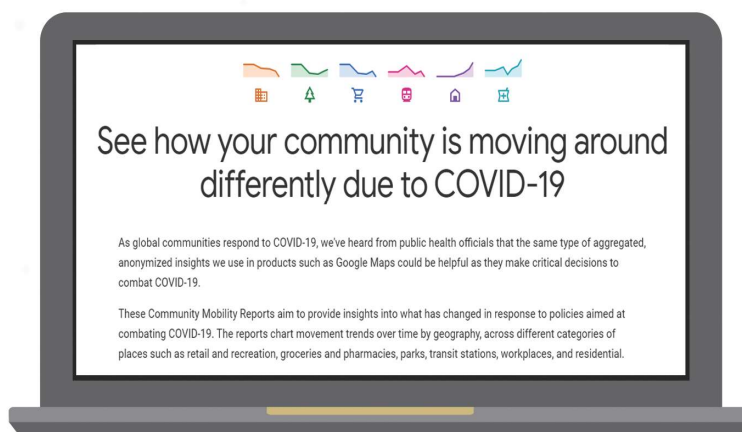 See how your community is moving around
differently due to COVID-19
As global communities respond to COVID-19, we've heard from public health officials that the same type of aggregated,
anonymized insights we use in products such as Google Maps could be helpful as they make critical decisions to
combat COVID-19.
These Community Mobility Reports aim to provide insights into what has changed in response to policies aimed at
combating COVID-19. The reports chart movement trends over time by geography, across different categories of
places such as retail and recreation, groceries and pharmacies, parks, transit stations, workplaces, and residential.